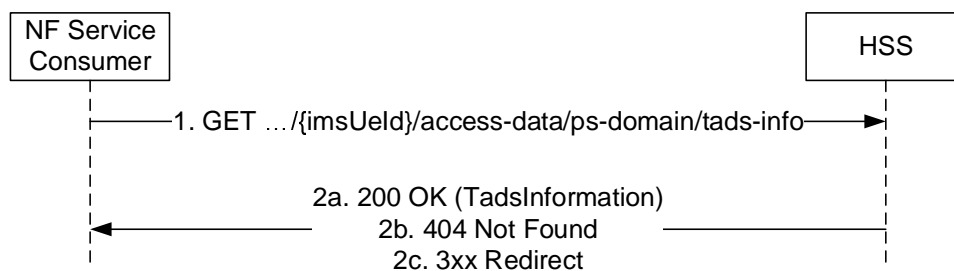 NF Service
Consumer
HSS
1. GET …/{imsUeId}/access-data/ps-domain/tads-info
2a. 200 OK (TadsInformation)
2b. 404 Not Found
2c. 3xx Redirect